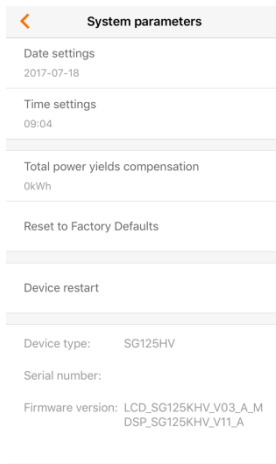 System parameters
Date settings
2017-07-18
Time settings
09:04
Total power yields compensation
0kWh
Reset to Factory Defaults
Device restart
Device type: SG125HV
Serial number:
Firmware version: LCD_SG125KHV_V03_A_M
DSP_SG125KHV_V11_A